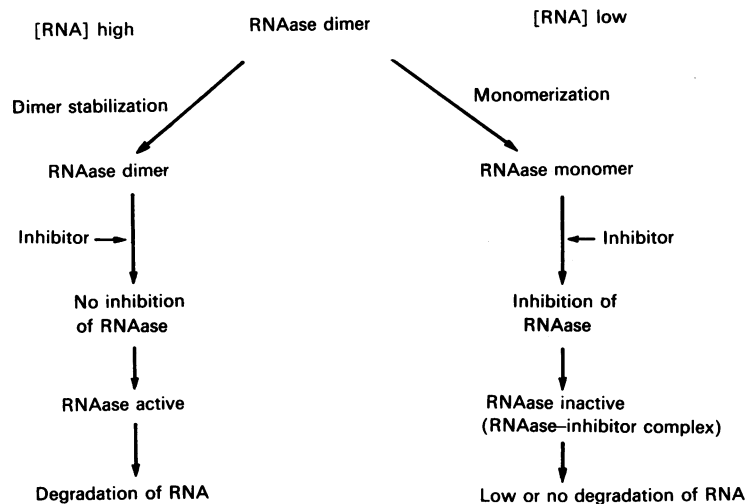 [RNA] high
RNAase dimer
[RNA] low
Dimer stabilization
Monomerization
RNAase dimer
RNAase monomer
Inhibitor
Inhibitor
No inhibition
of RNAase
Inhibition of
RNAase
RNAase active
RNAase inactive
(RNAase–inhibitor complex)
Degradation of RNA
Low or no degradation of RNA